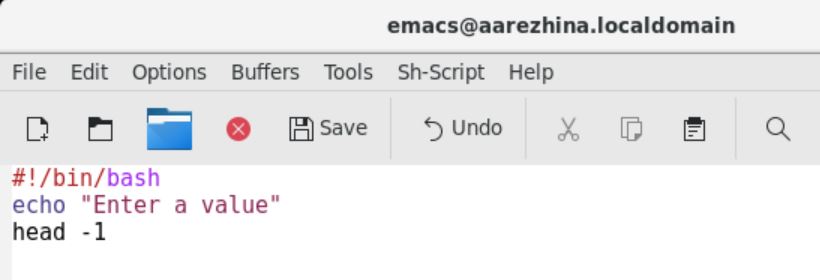 emacs@aarezhina.localdomain
File Edit Options Buffers Tools Sh-Script Help
Save Undo
#!/bin/bash
echo "Enter a value"
head -1